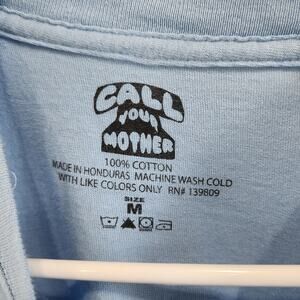 CALL
YOUR
MOTHER
100% COTTON
MADE IN HONDURAS MACHINE WASH COLD
WITH LIKE COLORS ONLY RN# 139809
SIZE
M